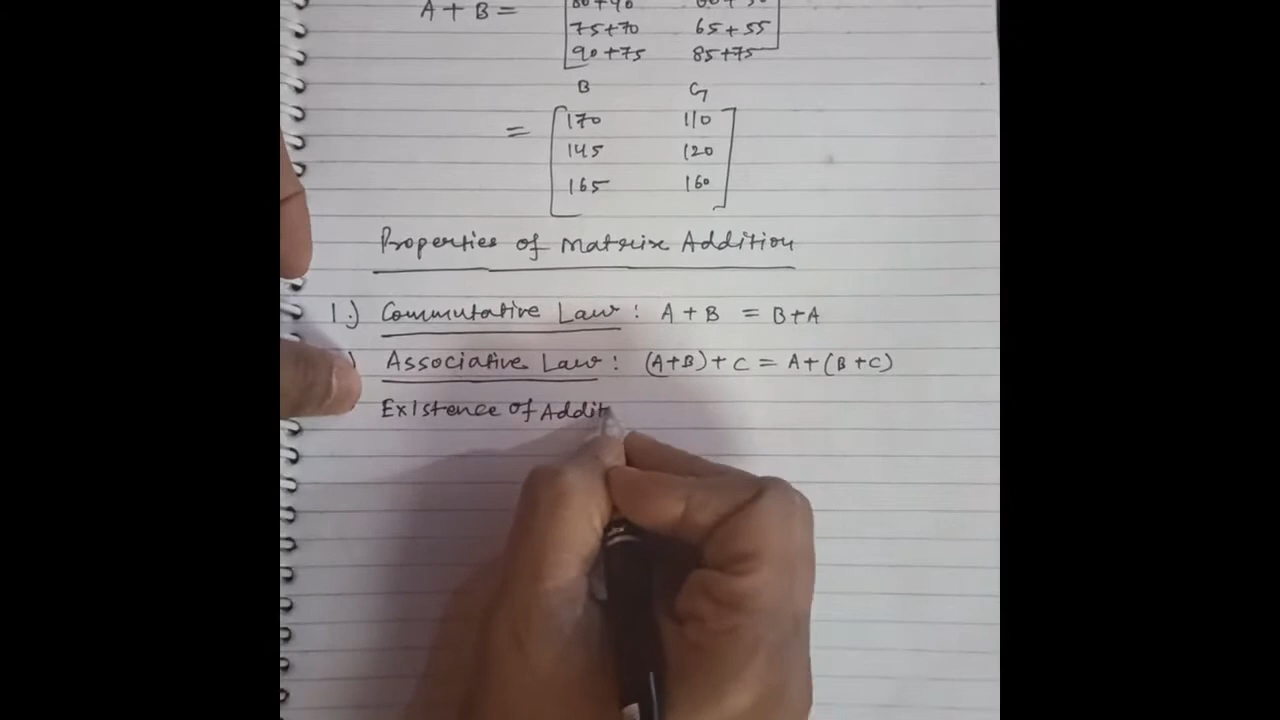 A + B =
75+70 65+55
90+75 85+75
B G
= 170 110
145 120
165 160
Properties of Matrix Addition
1.) Commutative Law : A + B = B+A
) Associative Law : (A+B) + C = A+(B+C)
Existence of Addit